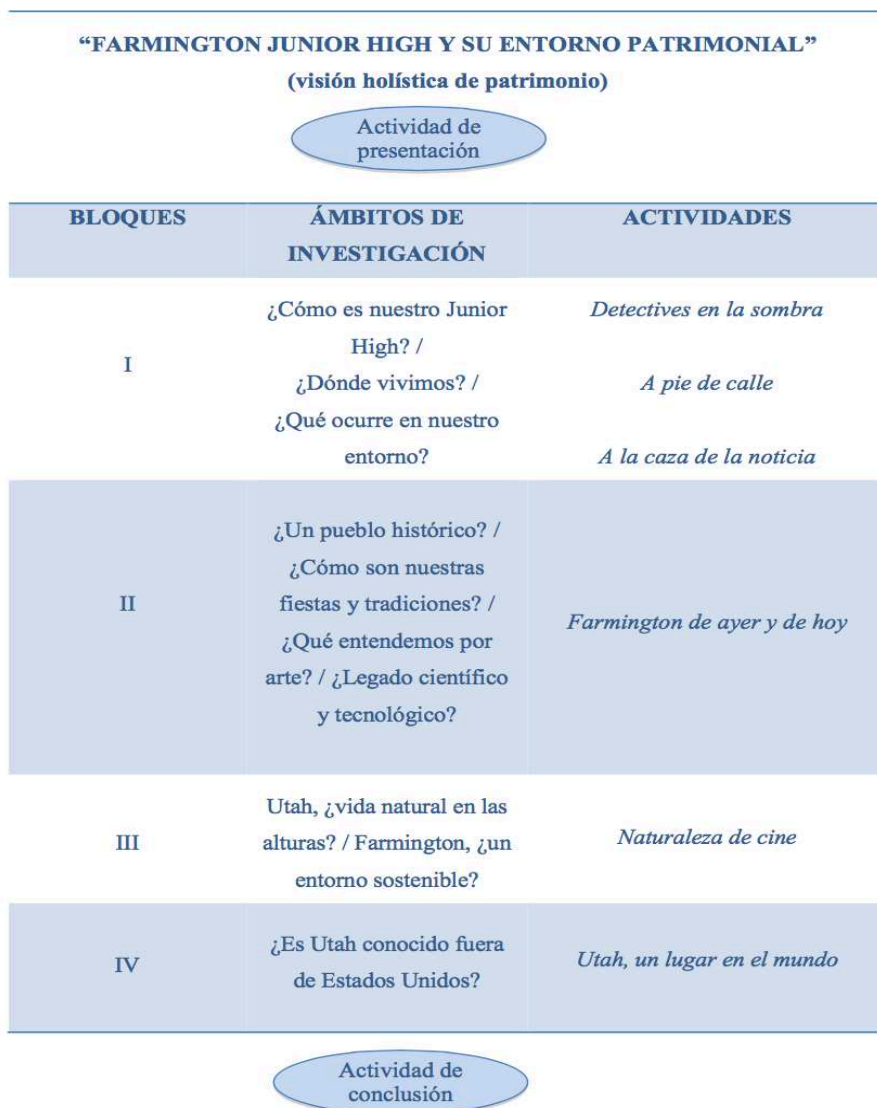 “FARMINGTON JUNIOR HIGH Y SU ENTORNO PATRIMONIAL”
(visión holística de patrimonio)
Actividad de
presentación
BLOQUES
ÁMBITOS DE
INVESTIGACIÓN
ACTIVIDADES
I
¿Cómo es nuestro Junior
High? /
¿Dónde vivimos? /
¿Qué ocurre en nuestro
entorno?
Detectives en la sombra
A pie de calle
A la caza de la noticia
II
¿Un pueblo histórico? /
¿Cómo son nuestras
fiestas y tradiciones? /
¿Qué entendemos por
arte? / ¿Legado científico
y tecnológico?
Farmington de ayer y de hoy
III
Utah, ¿vida natural en las
alturas? / Farmington, ¿un
entorno sostenible?
Naturaleza de cine
IV
¿Es Utah conocido fuera
de Estados Unidos?
Utah, un lugar en el mundo
Actividad de
conclusión